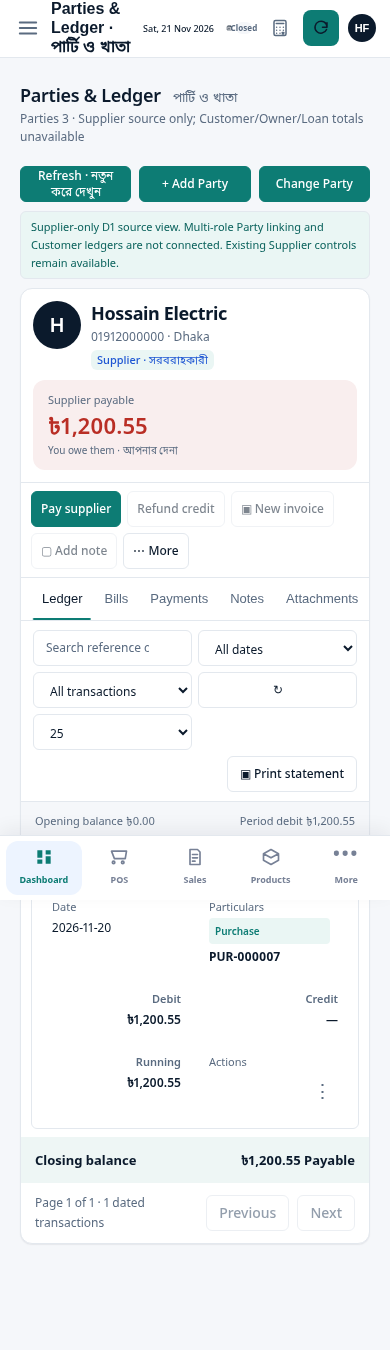 Parties &
Ledger ·
পার্টি ও খাতা
Sat, 21 Nov 2026
Closed
HF
Parties & Ledger পার্টি ও খাতা
Parties 3 · Supplier source only; Customer/Owner/Loan totals
unavailable
Refresh · নতুন
করে দেখুন
+ Add Party
Change Party
Supplier-only D1 source view. Multi-role Party linking and
Customer ledgers are not connected. Existing Supplier controls
remain available.
H
Hossain Electric
01912000000 · Dhaka
Supplier · সরবরাহকারী
Supplier payable
৳1,200.55
You owe them · আপনার দেনা
Pay supplier
Refund credit
▣ New invoice
▢ Add note
⋯ More
Ledger Bills Payments Notes Attachments
Search reference c
All dates
All transactions
↻
25
▣ Print statement
Opening balance ৳0.00 Period debit ৳1,200.55
Dashboard POS Sales Products More
Date Particulars
2026-11-20 Purchase
PUR-000007
Debit Credit
৳1,200.55 —
Running Actions
৳1,200.55 ⋮
Closing balance ৳1,200.55 Payable
Page 1 of 1 · 1 dated
transactions
Previous Next